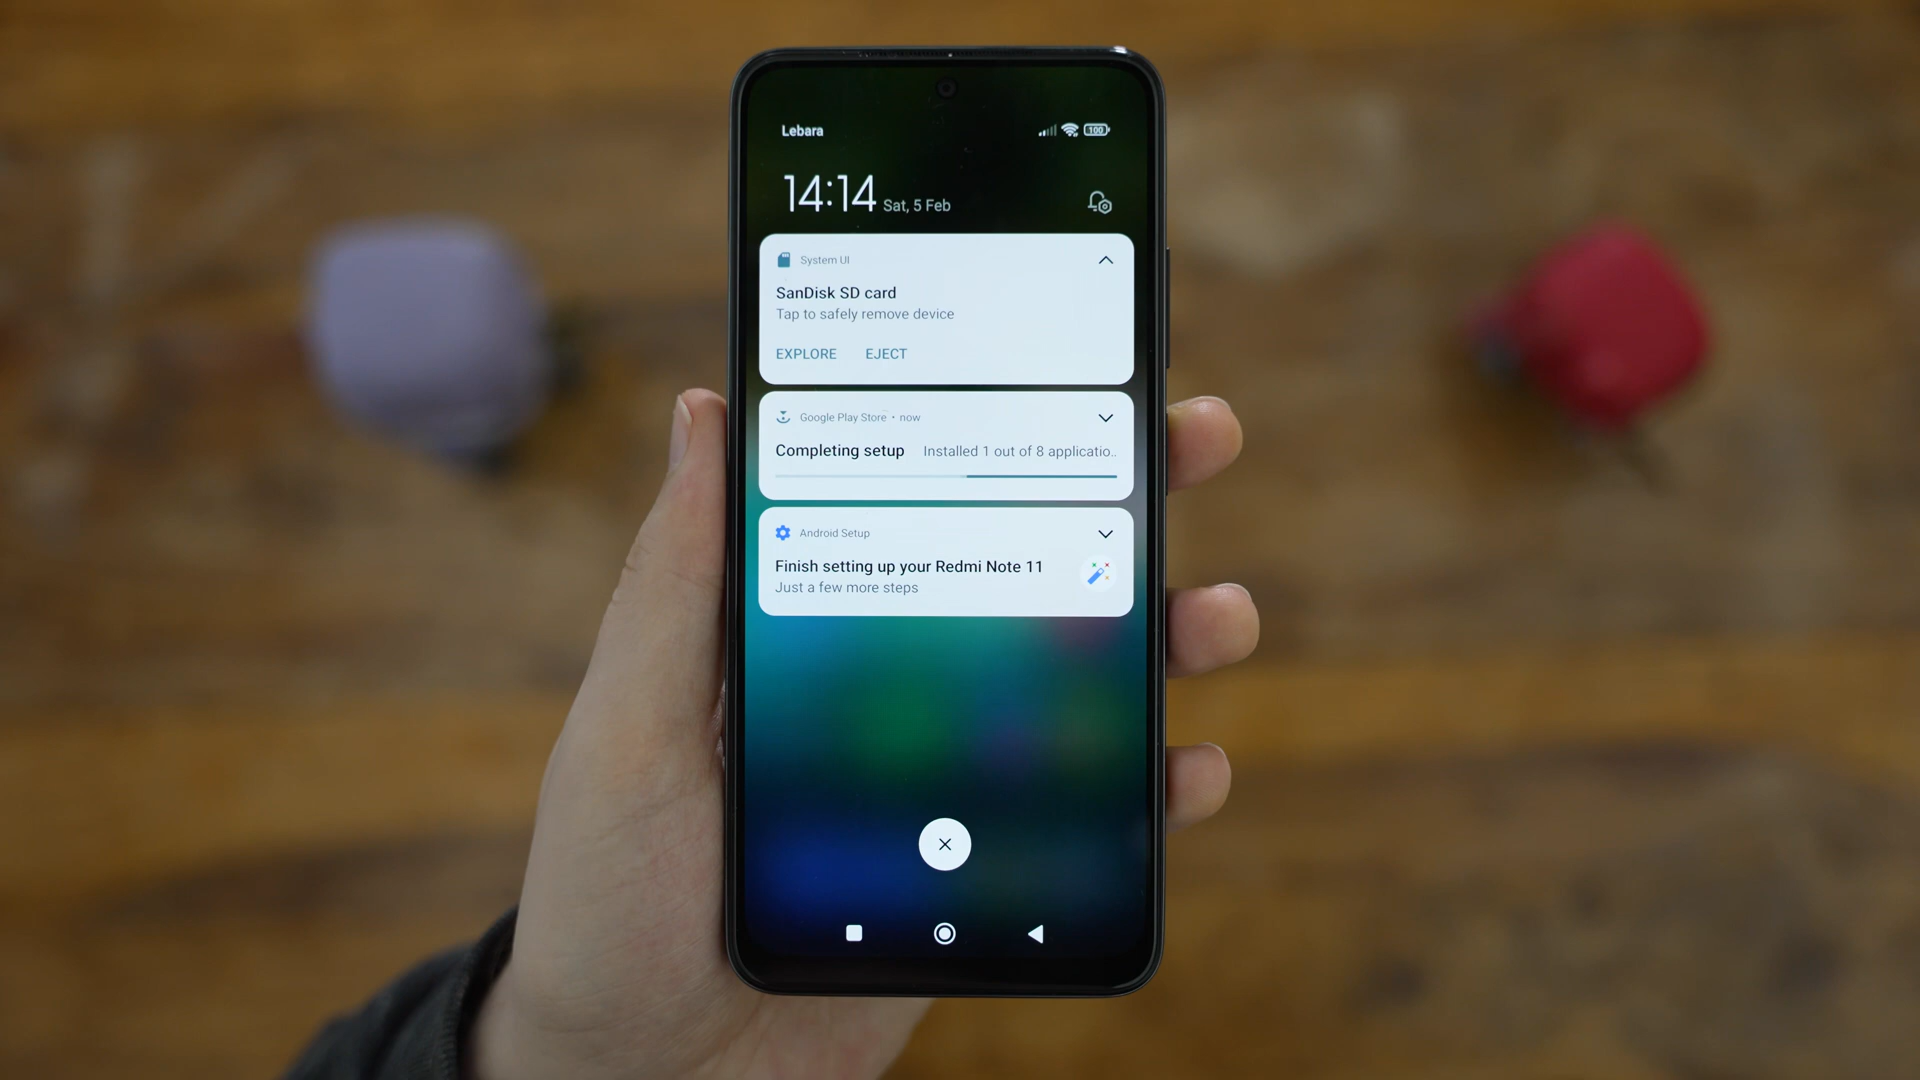 Lebara
100
14:14 Sat, 5 Feb
System UI
SanDisk SD card
Tap to safely remove device
EXPLORE EJECT
Google Play Store • now
Completing setup Installed 1 out of 8 applicatio..
Android Setup
Finish setting up your Redmi Note 11
Just a few more steps